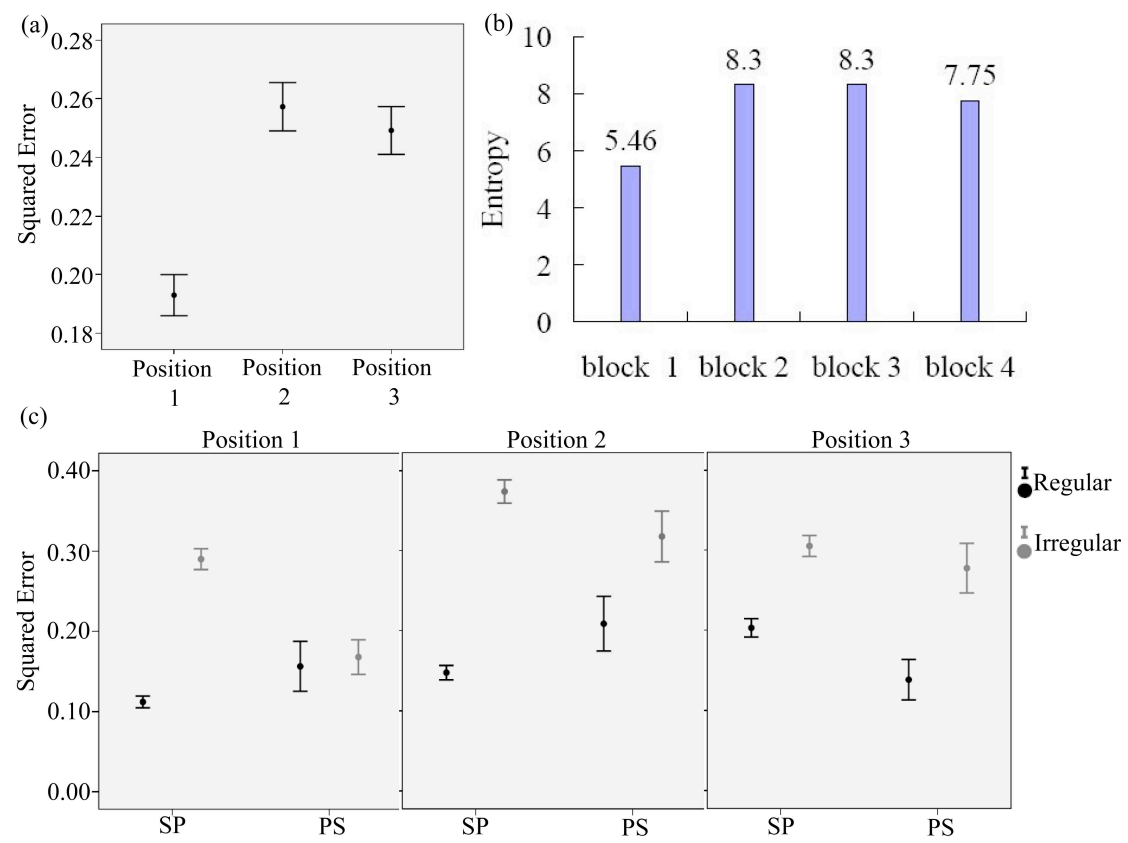 (a)
0.28
0.26
0.24
0.22
0.20
0.18
Squared Error
Position 1
Position 2
Position 3
(b)
10
8
6
4
2
0
Entropy
5.46
8.3
8.3
7.75
block 1
block 2
block 3
block 4
(c)
Position 1
Position 2
Position 3
0.40
0.30
0.20
0.10
0.00
Squared Error
SP
PS
SP
PS
SP
PS
Regular
Irregular